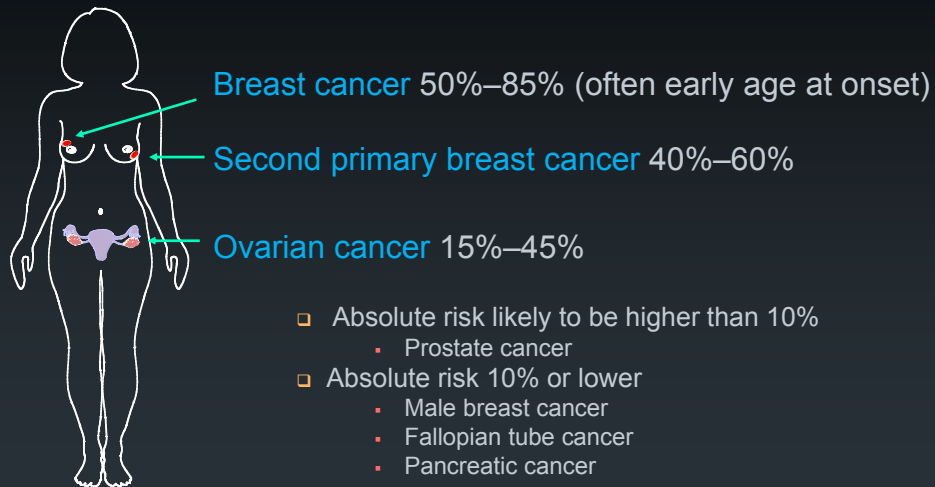 Breast cancer 50%–85% (often early age at onset)
Second primary breast cancer 40%–60%
Ovarian cancer 15%–45%
Absolute risk likely to be higher than 10%
Prostate cancer
Absolute risk 10% or lower
Male breast cancer
Fallopian tube cancer
Pancreatic cancer